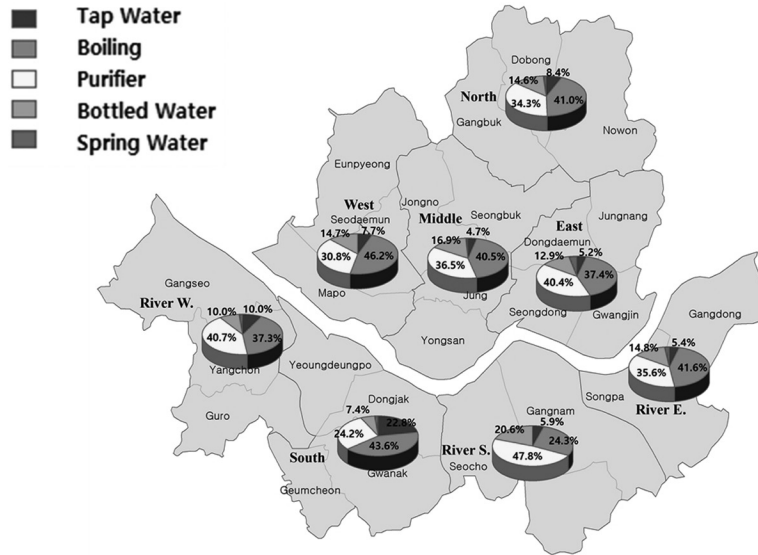 Tap Water
Boiling
Purifier
Bottled Water
Spring Water
Dobong
14.6%
8.4%
North
34.3%
41.0%
Gangbuk
Nowon
Eunpyeong
Jongno
West
Seodaemun
14.7%
7.7%
30.8%
46.2%
Mapo
Middle
Seongbuk
4.7%
16.9%
36.5%
40.5%
Jung
Jungnang
East
Dongdaemun
12.9%
5.2%
40.4%
37.4%
Seongdong
Gwangjin
Yongsan
Gangseo
River W.
10.0%
10.0%
40.7%
37.3%
Yangchon
Guro
Yeoungdeungpo
Dongjak
7.4%
22.8%
24.2%
43.6%
South
Gwanak
Geumcheon
Gangnam
20.6%
5.9%
24.3%
River S.
47.8%
Seocho
Songpa
Gangdong
14.8%
5.4%
41.6%
35.6%
River E.